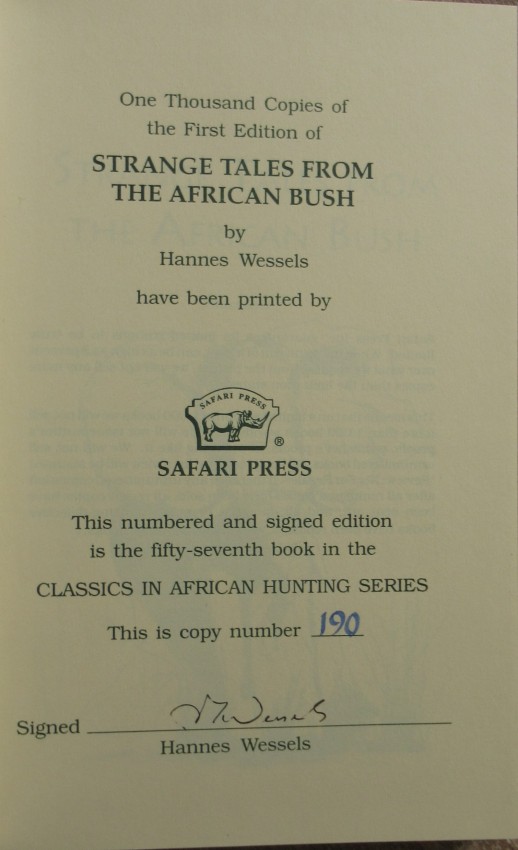 One Thousand Copies of
the First Edition of
STRANGE TALES FROM
THE AFRICAN BUSH
by
Hannes Wessels
have been printed by
SAFARI PRESS
®
SAFARI PRESS
This numbered and signed edition
is the fifty-seventh book in the
CLASSICS IN AFRICAN HUNTING SERIES
This is copy number 190
Signed
Hannes Wessels